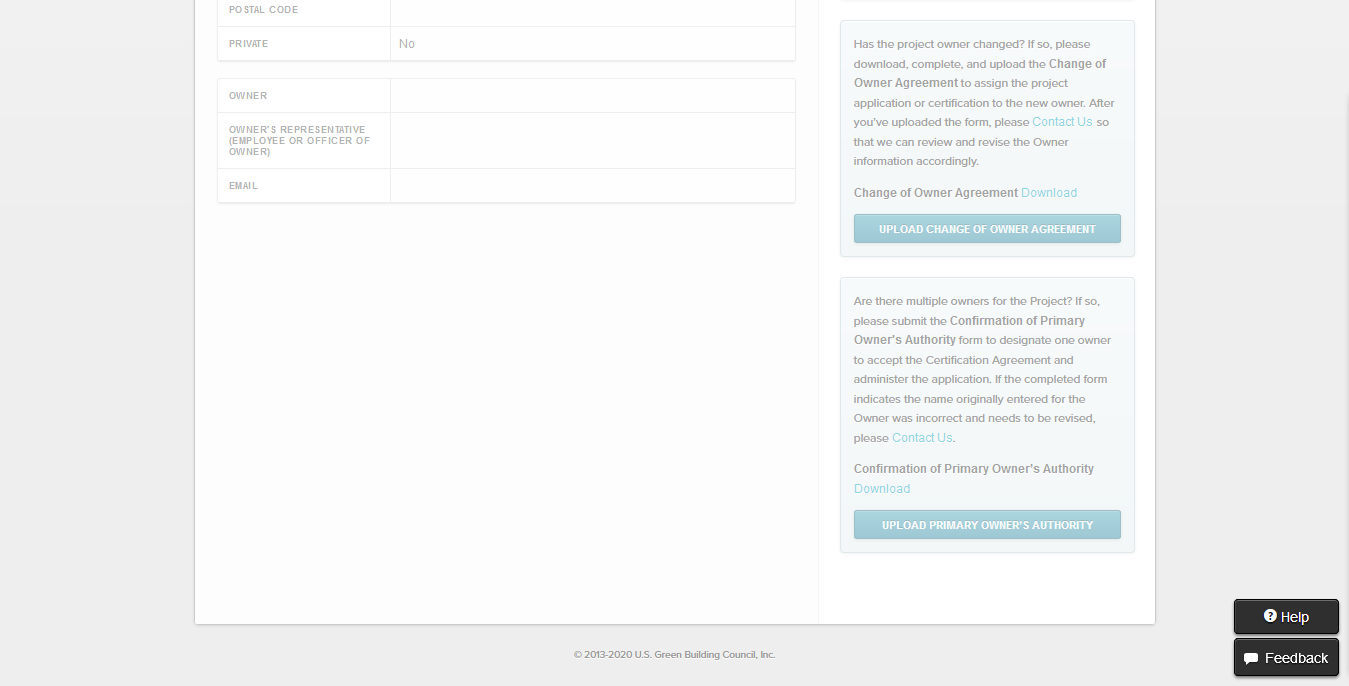 POSTAL CODE
PRIVATE No
OWNER
OWNER'S REPRESENTATIVE
(EMPLOYEE OR OFFICER OF
OWNER)
EMAIL
Has the project owner changed? If so, please
download, complete, and upload the Change of
Owner Agreement to assign the project
application or certification to the new owner. After
you've uploaded the form, please Contact Us so
that we can review and revise the Owner
information accordingly.
Change of Owner Agreement Download
UPLOAD CHANGE OF OWNER AGREEMENT
Are there multiple owners for the Project? If so,
please submit the Confirmation of Primary
Owner's Authority form to designate one owner
to accept the Certification Agreement and
administer the application. If the completed form
indicates the name originally entered for the
Owner was incorrect and needs to be revised,
please Contact Us.
Confirmation of Primary Owner's Authority
Download
UPLOAD PRIMARY OWNER'S AUTHORITY
Help
Feedback
© 2013-2020 U.S. Green Building Council, Inc.